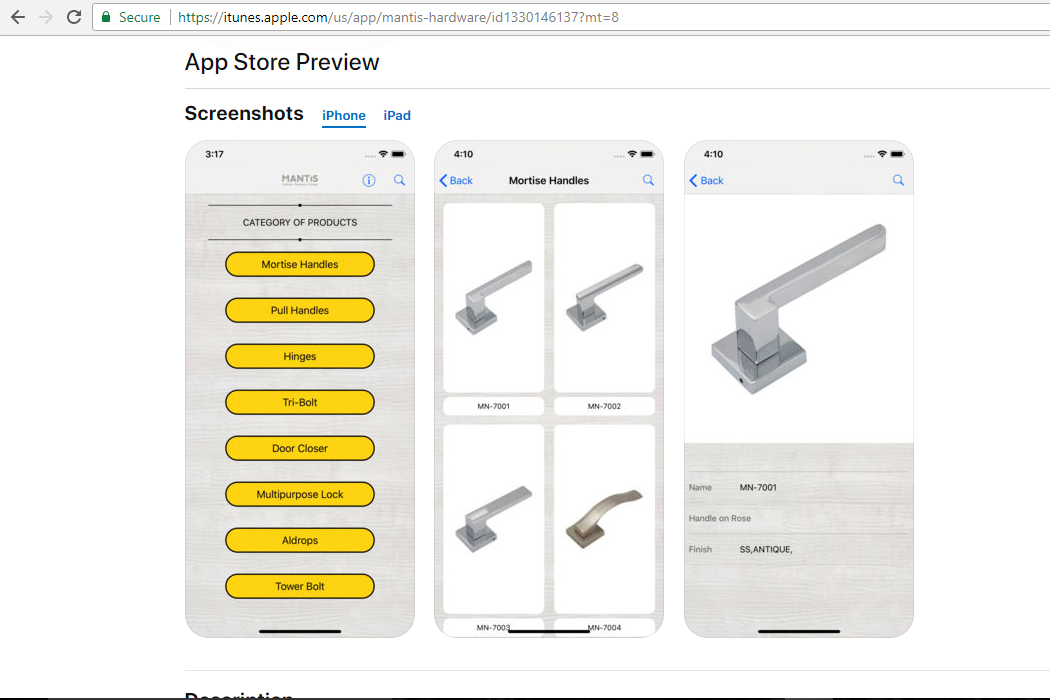 Secure https://itunes.apple.com/us/app/mantis-hardware/id1330146137?mt=8
App Store Preview
Screenshots iPhone iPad
3:17
MANTiS
CATEGORY OF PRODUCTS
Mortise Handles
Pull Handles
Hinges
Tri-Bolt
Door Closer
Multipurpose Lock
Aldrops
Tower Bolt
4:10
Back Mortise Handles
MN-7001 MN-7002
MN-7003 MN-7004
4:10
Back
Name MN-7001
Handle on Rose
Finish SS,ANTIQUE,
Description